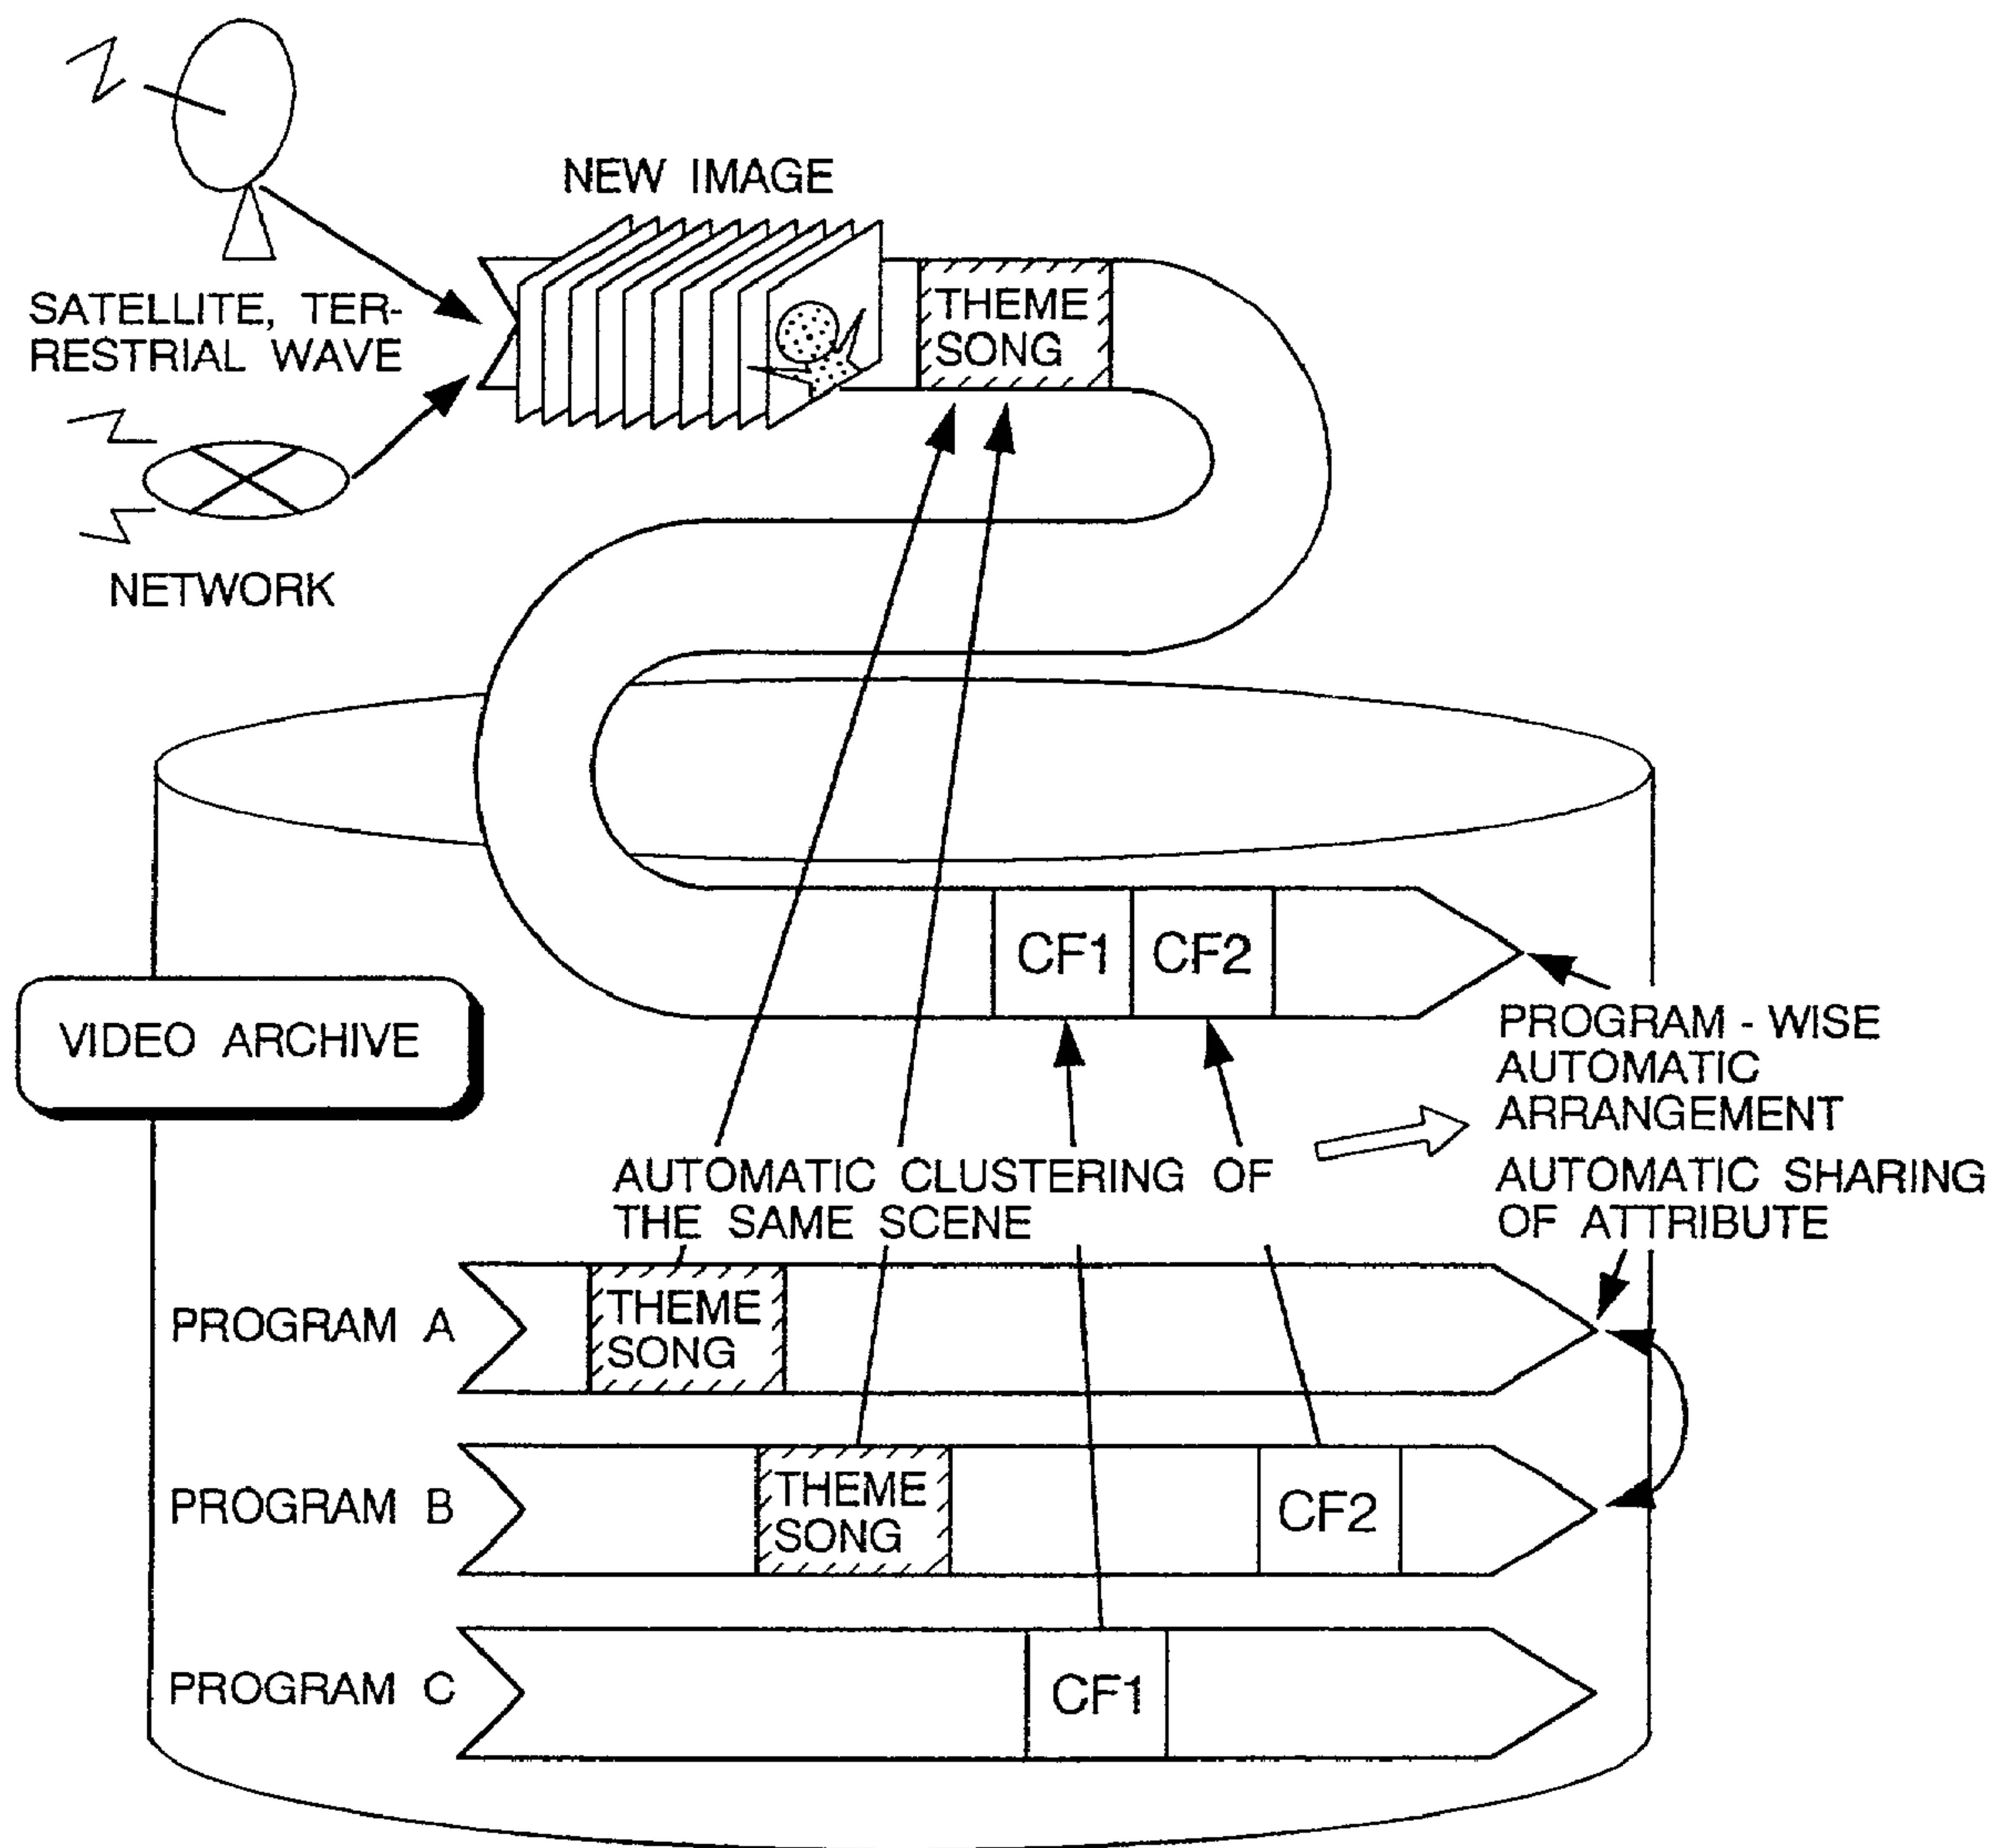 NEW IMAGE
SATELLITE, TER-
RESTRIAL WAVE
THEME
SONG
NETWORK
CF1
CF2
VIDEO ARCHIVE
PROGRAM - WISE
AUTOMATIC
ARRANGEMENT
AUTOMATIC SHARING
OF ATTRIBUTE
AUTOMATIC CLUSTERING OF
THE SAME SCENE
PROGRAM A
THEME
SONG
PROGRAM B
THEME
SONG
CF2
PROGRAM C
CF1